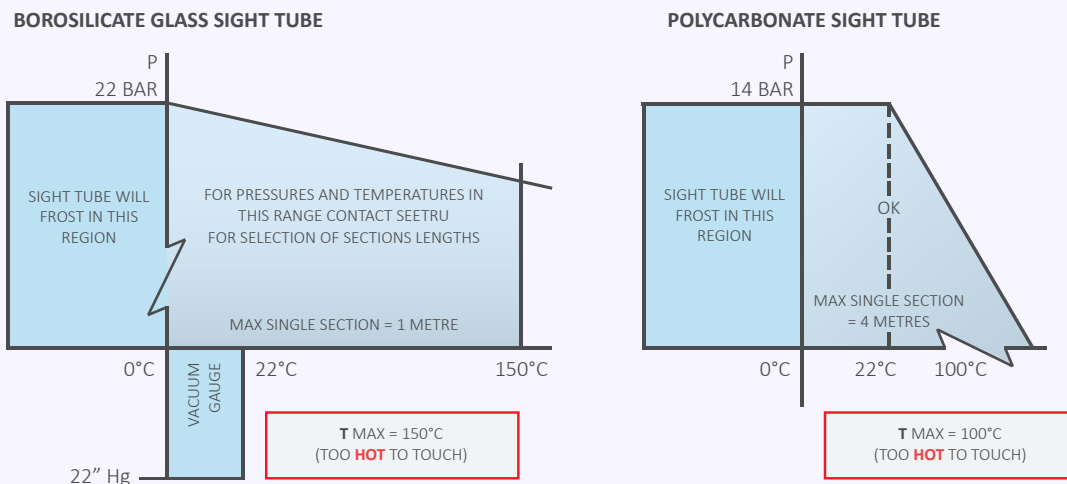 BOROSILICATE GLASS SIGHT TUBE
P
22 BAR
SIGHT TUBE WILL
FROST IN THIS
REGION
FOR PRESSURES AND TEMPERATURES IN
THIS RANGE CONTACT SEETRU
FOR SELECTION OF SECTIONS LENGTHS
MAX SINGLE SECTION = 1 METRE
0°C
22°C
150°C
VACUUM
GAUGE
22” Hg
T MAX = 150°C
(TOO HOT TO TOUCH)
POLYCARBONATE SIGHT TUBE
P
14 BAR
SIGHT TUBE WILL
FROST IN THIS
REGION
OK
MAX SINGLE SECTION
= 4 METRES
0°C
22°C
100°C
T MAX = 100°C
(TOO HOT TO TOUCH)